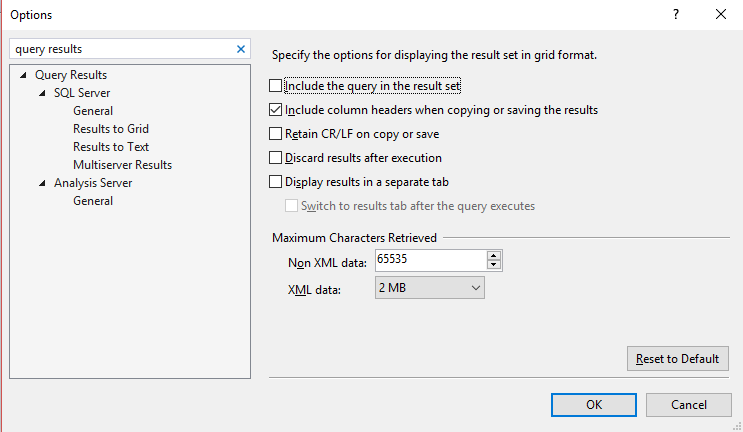 Options
query results
Query Results
SQL Server
General
Results to Grid
Results to Text
Multiserver Results
Analysis Server
General
Specify the options for displaying the result set in grid format.
Include the query in the result set
Include column headers when copying or saving the results
Retain CR/LF on copy or save
Discard results after execution
Display results in a separate tab
Switch to results tab after the query executes
Maximum Characters Retrieved
Non XML data: 65535
XML data: 2 MB
Reset to Default
OK Cancel